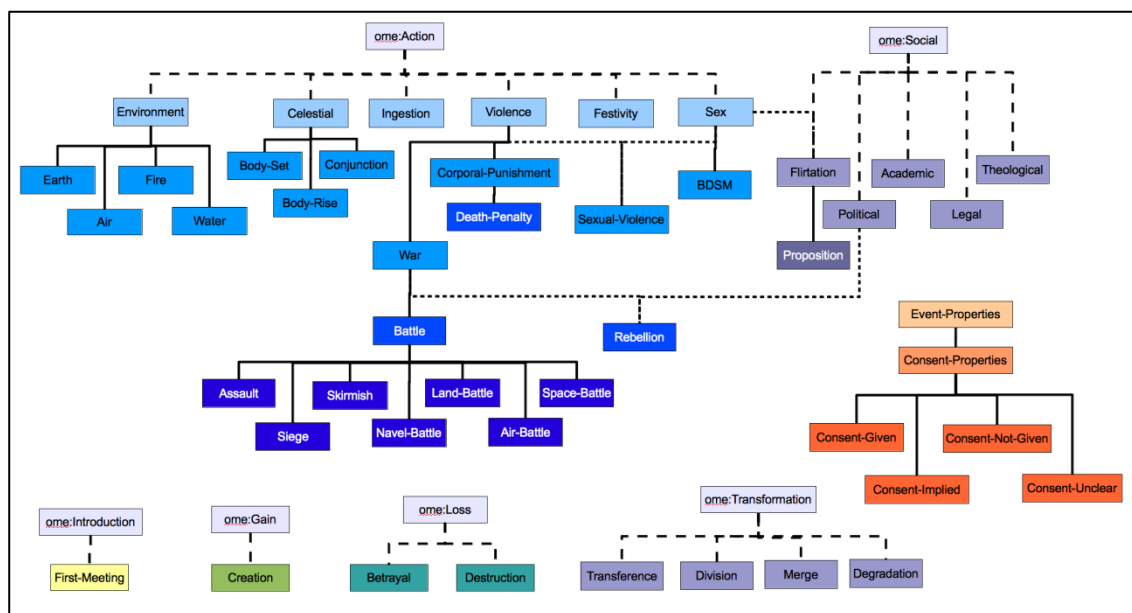 ome:Action
ome:Social
Environment
Celestial
Ingestion
Violence
Festivity
Sex
Earth
Fire
Body-Set
Conjunction
Corporal-Punishment
BDSM
Flirtation
Academic
Theological
Air
Water
Body-Rise
Death-Penalty
Sexual-Violence
Political
Legal
War
Proposition
Battle
Rebellion
Event-Properties
Consent-Properties
Assault
Skirmish
Land-Battle
Space-Battle
Siege
Navel-Battle
Air-Battle
Consent-Given
Consent-Not-Given
Consent-Implied
Consent-Unclear
ome:Introduction
ome:Gain
ome:Loss
ome:Transformation
First-Meeting
Creation
Betrayal
Destruction
Transference
Division
Merge
Degradation